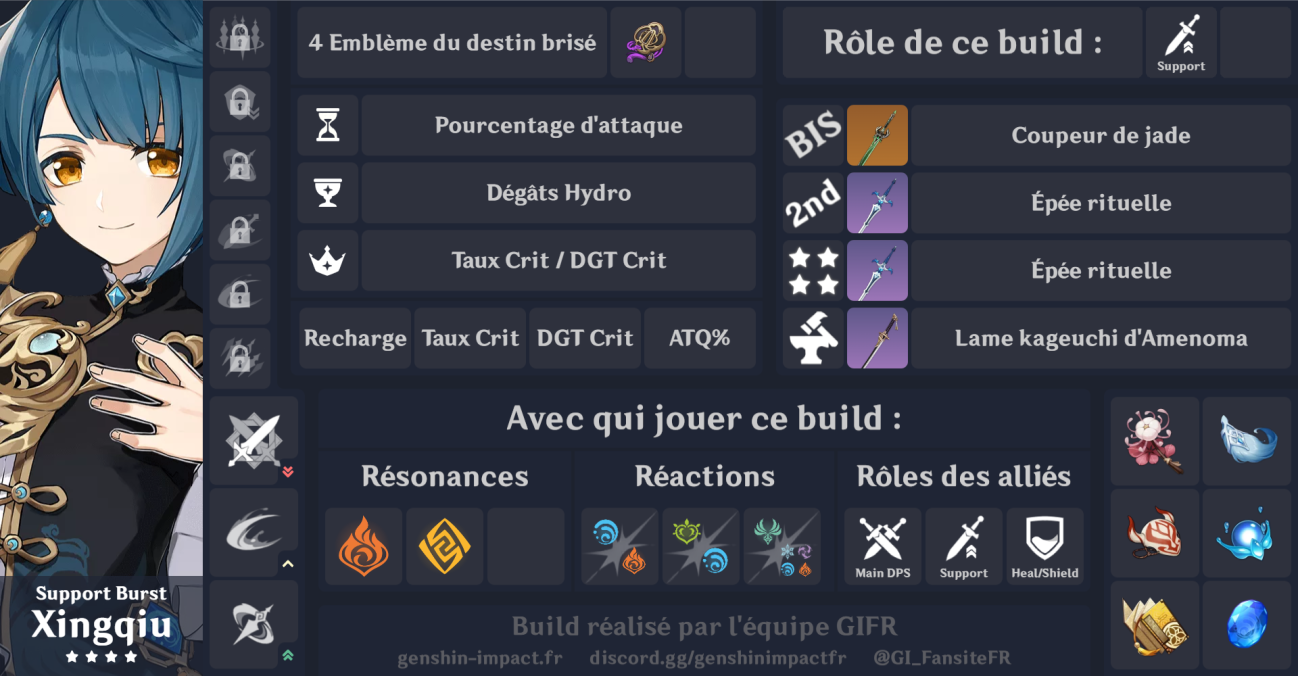 4 Emblème du destin brisé
Rôle de ce build :
Support
Pourcentage d'attaque
Dégâts Hydro
Taux Crit / DGT Crit
Recharge
Taux Crit
DGT Crit
ATQ%
BIS
Coupeur de jade
2nd
Épée rituelle
Épée rituelle
Lame kageuchi d'Amenoma
Avec qui jouer ce build :
Résonances
Réactions
Rôles des alliés
Main DPS
Support
Heal/Shield
Support Burst
Xingqiu
Build réalisé par l'équipe GIFR
genshin-impact.fr discord.gg/genshinimpactfr @GI_FansiteFR